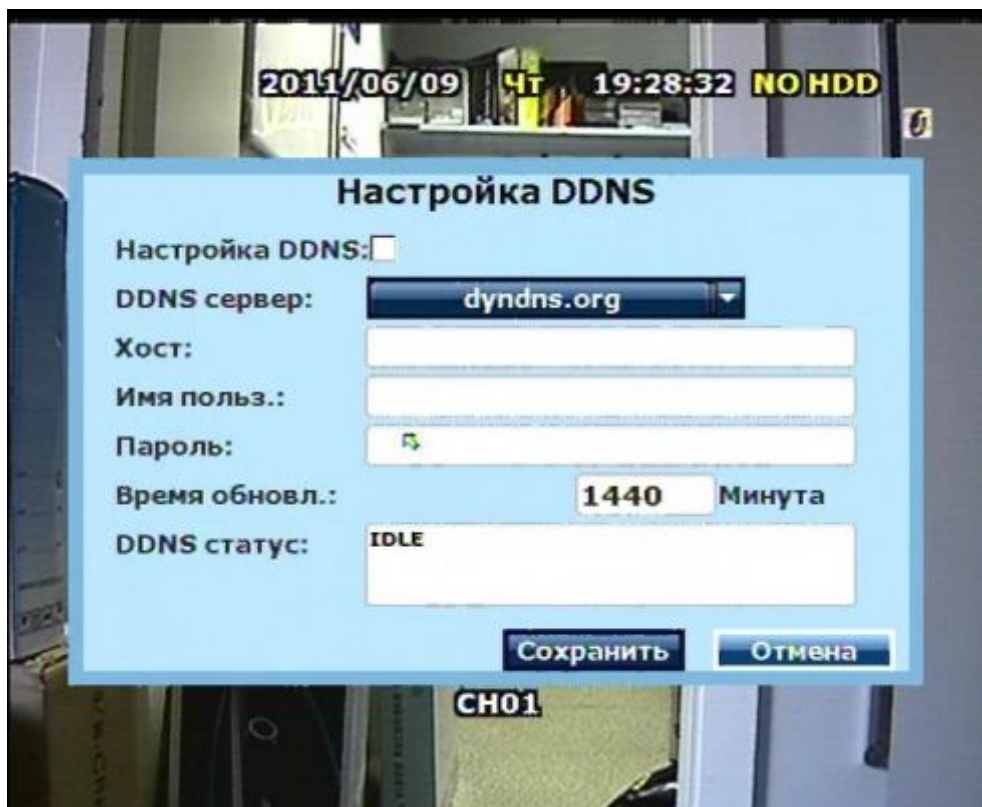 2011/06/09 Чт 19:28:32 NO HDD
Настройка DDNS
Настройка DDNS:
DDNS сервер: dyndns.org
Хост:
Имя польз.:
Пароль:
Время обновл.: 1440 Минута
DDNS статус: IDLE
Сохранить Отмена
CH01